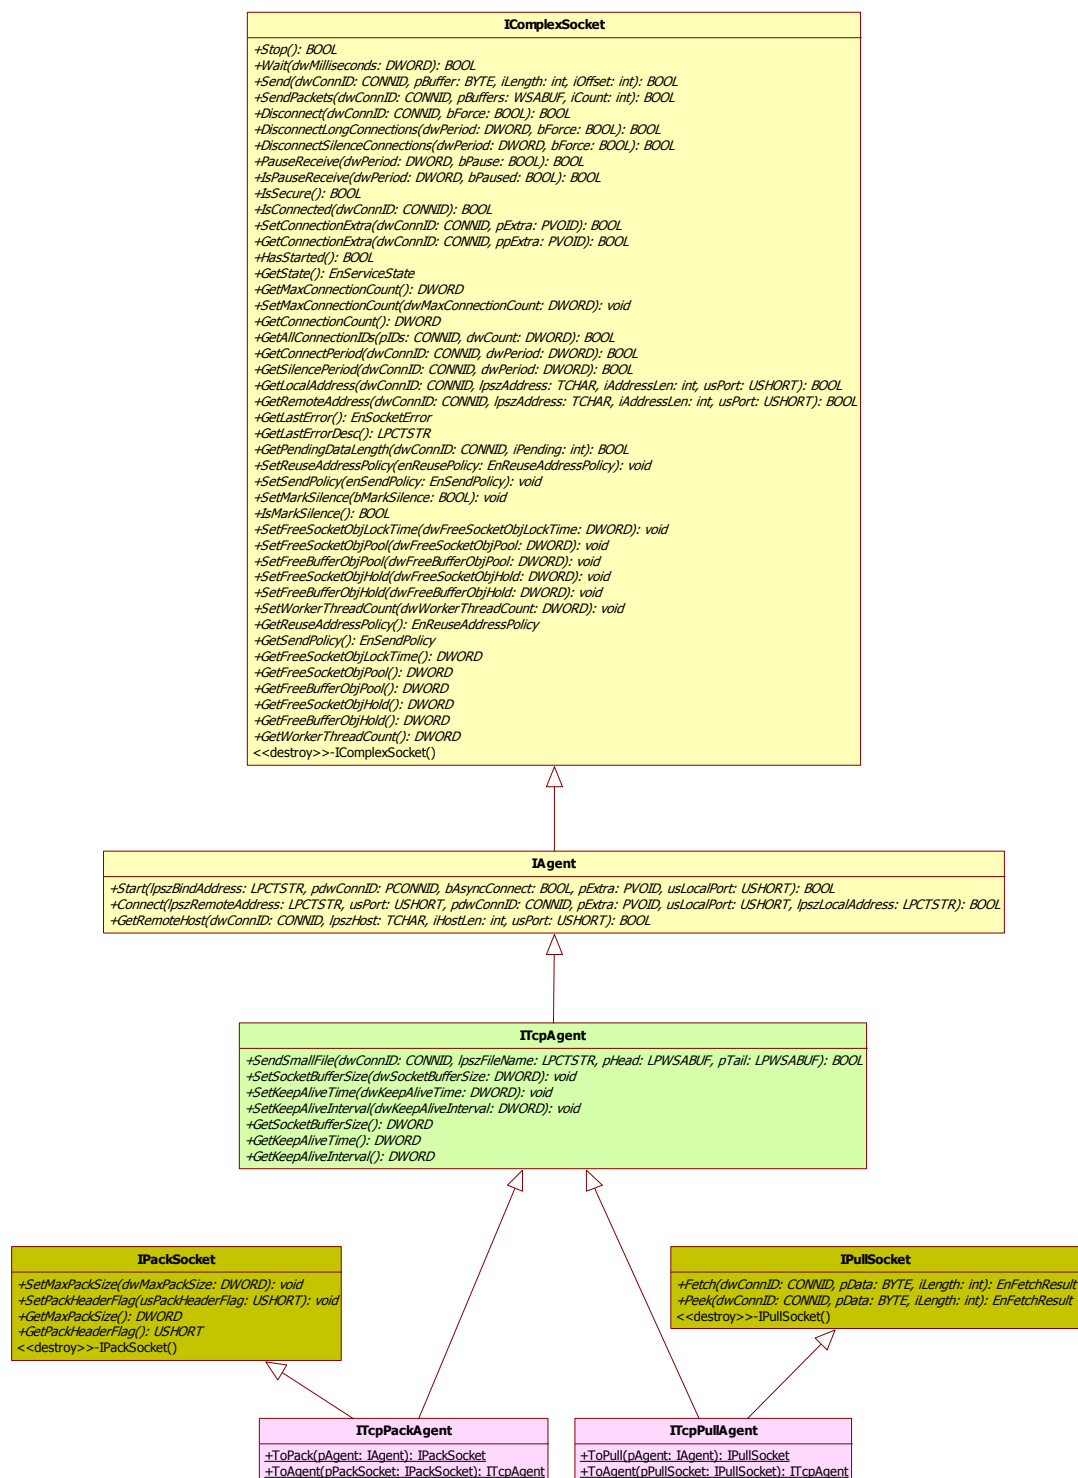 IComplexSocket
+Stop(): BOOL
+Wait(dwMilliseconds: DWORD): BOOL
+Send(dwConnID: CONNID, pBuffer: BYTE, iLength: int, iOffset: int): BOOL
+SendPackets(dwConnID: CONNID, pBuffers: WSABUF, iCount: int): BOOL
+Disconnect(dwConnID: CONNID, bForce: BOOL): BOOL
+DisconnectLongConnections(dwPeriod: DWORD, bForce: BOOL): BOOL
+DisconnectSilenceConnections(dwPeriod: DWORD, bForce: BOOL): BOOL
+PauseReceive(dwPeriod: DWORD, bPause: BOOL): BOOL
+IsPauseReceive(dwPeriod: DWORD, bPaused: BOOL): BOOL
+IsSecure(): BOOL
+IsConnected(dwConnID: CONNID): BOOL
+SetConnectionExtra(dwConnID: CONNID, pExtra: PVOID): BOOL
+GetConnectionExtra(dwConnID: CONNID, ppExtra: PVOID): BOOL
+HasStarted(): BOOL
+GetState(): EnServiceState
+GetMaxConnectionCount(): DWORD
+SetMaxConnectionCount(dwMaxConnectionCount: DWORD): void
+GetConnectionCount(): DWORD
+GetAllConnectionIDs(pIDs: CONNID, dwCount: DWORD): BOOL
+GetConnectPeriod(dwConnID: CONNID, dwPeriod: DWORD): BOOL
+GetSilencePeriod(dwConnID: CONNID, dwPeriod: DWORD): BOOL
+GetLocalAddress(dwConnID: CONNID, lpszAddress: TCHAR, iAddressLen: int, usPort: USHORT): BOOL
+GetRemoteAddress(dwConnID: CONNID, lpszAddress: TCHAR, iAddressLen: int, usPort: USHORT): BOOL
+GetLastError(): EnSocketError
+GetLastErrorDesc(): LPCTSTR
+GetPendingDataLength(dwConnID: CONNID, iPending: int): BOOL
+SetReuseAddressPolicy(enReusePolicy: EnReuseAddressPolicy): void
+SetSendPolicy(enSendPolicy: EnSendPolicy): void
+SetMarkSilence(bMarkSilence: BOOL): void
+IsMarkSilence(): BOOL
+SetFreeSocketObjLockTime(dwFreeSocketObjLockTime: DWORD): void
+SetFreeSocketObjPool(dwFreeSocketObjPool: DWORD): void
+SetFreeBufferObjPool(dwFreeBufferObjPool: DWORD): void
+SetFreeSocketObjHold(dwFreeSocketObjHold: DWORD): void
+SetFreeBufferObjHold(dwFreeBufferObjHold: DWORD): void
+SetWorkerThreadCount(dwWorkerThreadCount: DWORD): void
+GetReuseAddressPolicy(): EnReuseAddressPolicy
+GetSendPolicy(): EnSendPolicy
+GetFreeSocketObjLockTime(): DWORD
+GetFreeSocketObjPool(): DWORD
+GetFreeBufferObjPool(): DWORD
+GetFreeSocketObjHold(): DWORD
+GetFreeBufferObjHold(): DWORD
+GetWorkerThreadCount(): DWORD
<<destroy>>-IComplexSocket()
IAgent
+Start(lpszBindAddress: LPCTSTR, pdwConnID: PCONNID, bAsyncConnect: BOOL, pExtra: PVOID, usLocalPort: USHORT): BOOL
+Connect(lpszRemoteAddress: LPCTSTR, usPort: USHORT, pdwConnID: CONNID, pExtra: PVOID, usLocalPort: USHORT, lpszLocalAddress: LPCTSTR): BOOL
+GetRemoteHost(dwConnID: CONNID, lpszHost: TCHAR, iHostLen: int, usPort: USHORT): BOOL
ITcpAgent
+SendSmallFile(dwConnID: CONNID, lpszFileName: LPCTSTR, pHead: LPWSABUF, pTail: LPWSABUF): BOOL
+SetSocketBufferSize(dwSocketBufferSize: DWORD): void
+SetKeepAliveTime(dwKeepAliveTime: DWORD): void
+SetKeepAliveInterval(dwKeepAliveInterval: DWORD): void
+GetSocketBufferSize(): DWORD
+GetKeepAliveTime(): DWORD
+GetKeepAliveInterval(): DWORD
IPackSocket
+SetMaxPackSize(dwMaxPackSize: DWORD): void
+SetPackHeaderFlag(usPackHeaderFlag: USHORT): void
+GetMaxPackSize(): DWORD
+GetPackHeaderFlag(): USHORT
<<destroy>>-IPackSocket()
IPullSocket
+Fetch(dwConnID: CONNID, pData: BYTE, iLength: int): EnFetchResult
+Peek(dwConnID: CONNID, pData: BYTE, iLength: int): EnFetchResult
<<destroy>>-IPullSocket()
ITcpPackAgent
+ToPack(pAgent: IAgent): IPackSocket
+ToAgent(pPackSocket: IPackSocket): ITcpAgent
ITcpPullAgent
+ToPull(pAgent: IAgent): IPullSocket
+ToAgent(pPullSocket: IPullSocket): ITcpAgent